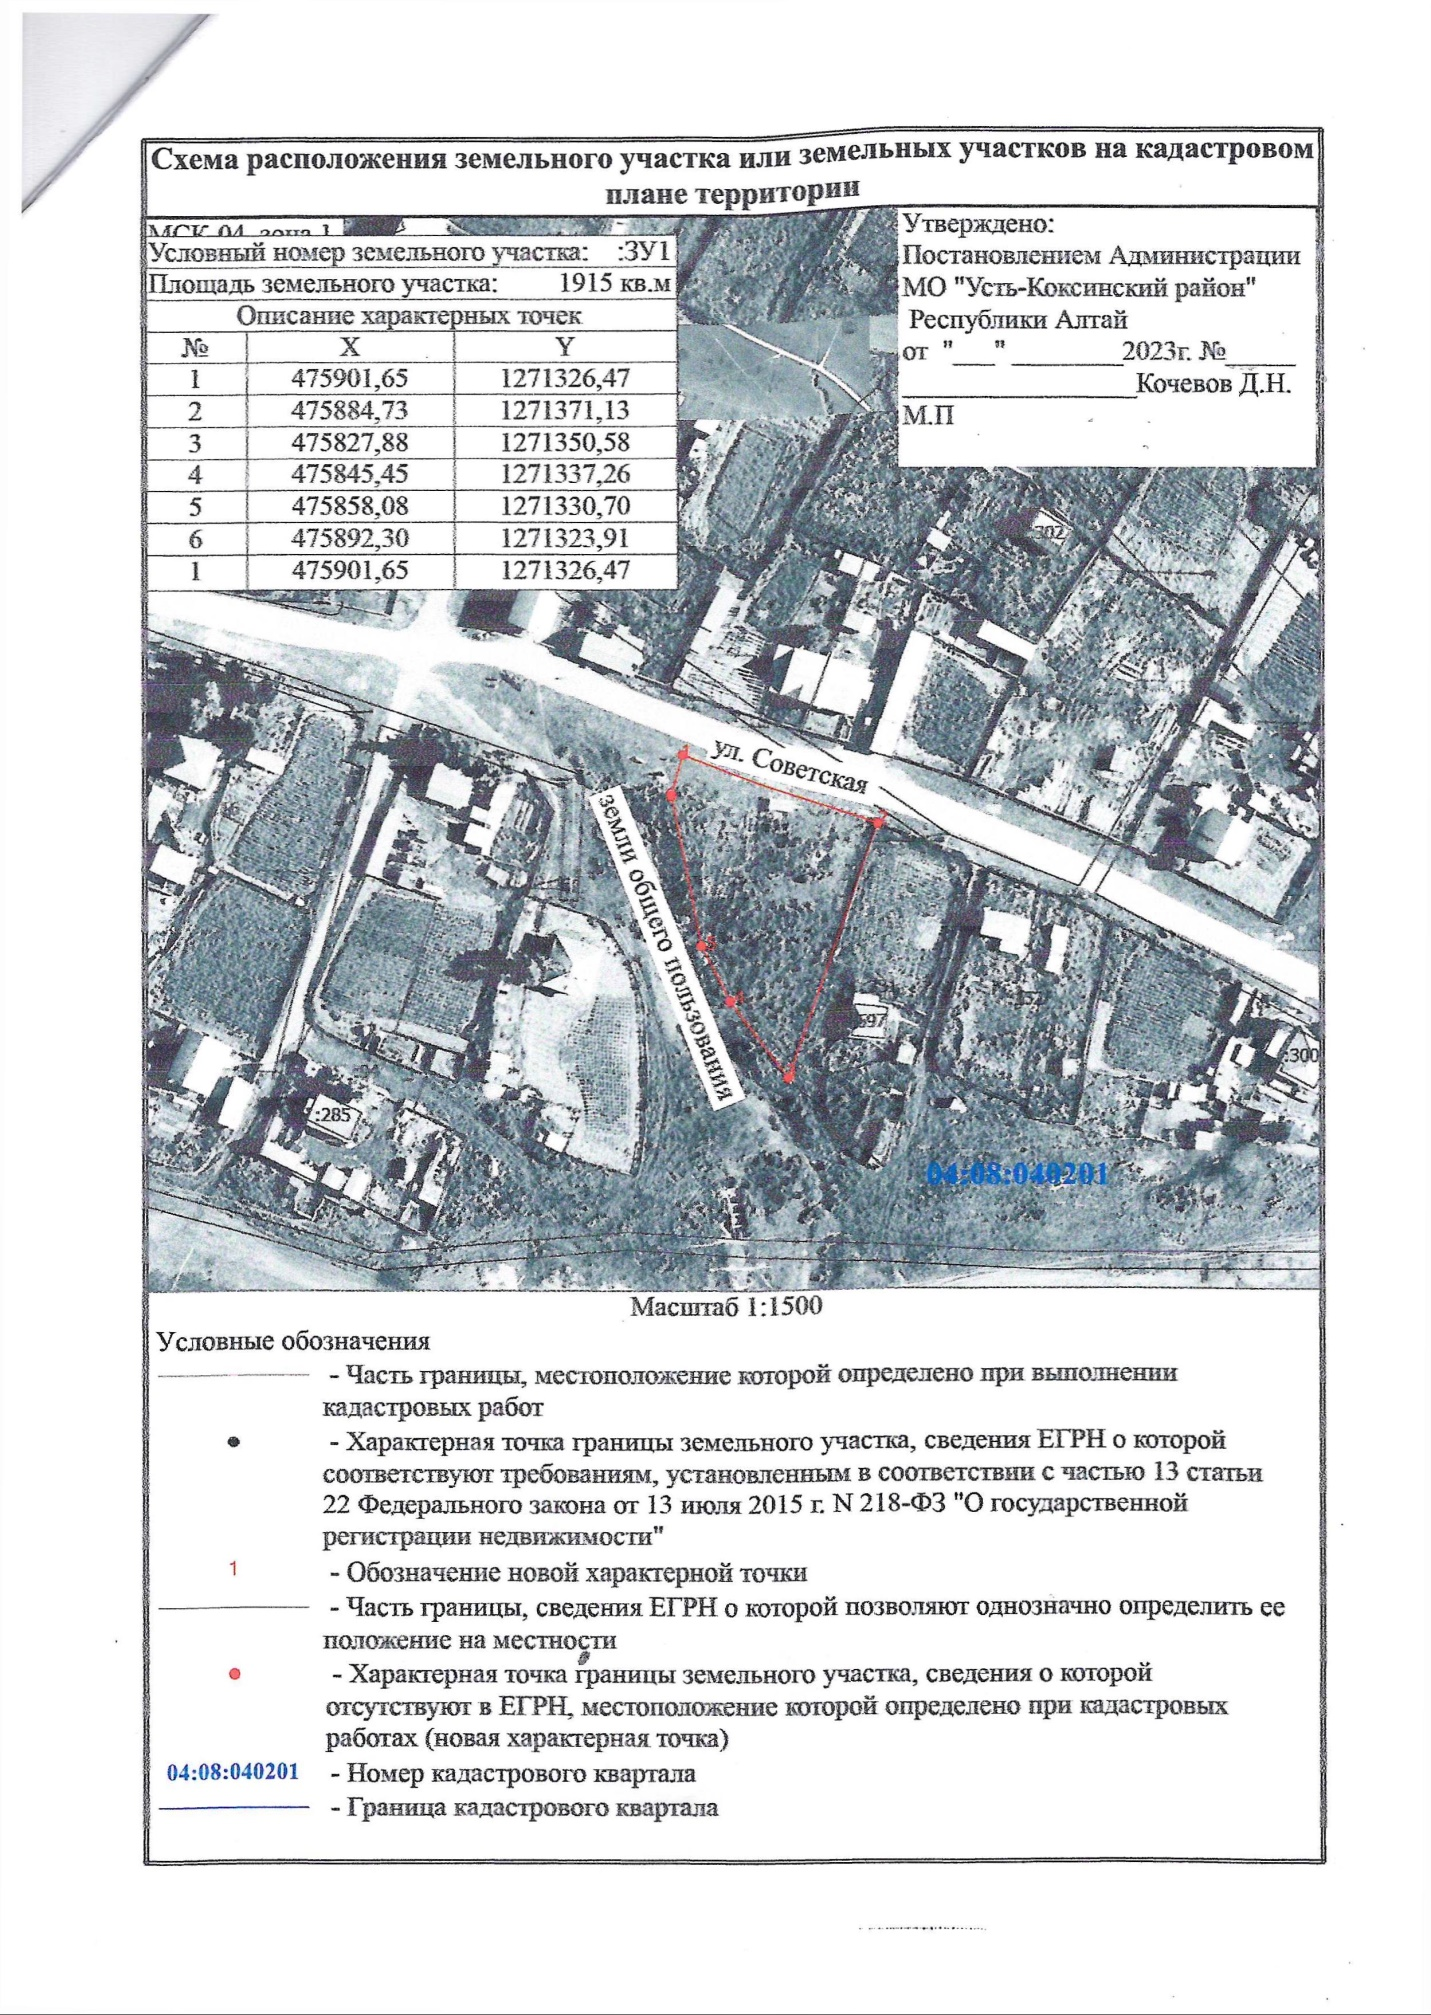 Схема расположения земельного участка или земельных участков на кадастровом
плане территории
МСК-04, зона 1
Условный номер земельного участка: :ЗУ1
Площадь земельного участка: 1915 кв.м
Описание характерных точек
№ X Y
1 475901,65 1271326,47
2 475884,73 1271371,13
3 475827,88 1271350,58
4 475845,45 1271337,26
5 475858,08 1271330,70
6 475892,30 1271323,91
1 475901,65 1271326,47
Утверждено:
Постановлением Администрации
МО "Усть-Коксинский район"
Республики Алтай
от "___" ________2023г. №_____
_________________Кочевов Д.Н.
М.П
:302
1
ул. Советская
земли общего пользования
4
:597
:300
:285
04:08:040201
Масштаб 1:1500
Условные обозначения
- Часть границы, местоположение которой определено при выполнении
кадастровых работ
- Характерная точка границы земельного участка, сведения ЕГРН о которой
соответствуют требованиям, установленным в соответствии с частью 13 статьи
22 Федерального закона от 13 июля 2015 г. N 218-ФЗ "О государственной
регистрации недвижимости"
1 - Обозначение новой характерной точки
- Часть границы, сведения ЕГРН о которой позволяют однозначно определить ее
положение на местности
- Характерная точка границы земельного участка, сведения о которой
отсутствуют в ЕГРН, местоположение которой определено при кадастровых
работах (новая характерная точка)
04:08:040201 - Номер кадастрового квартала
- Граница кадастрового квартала